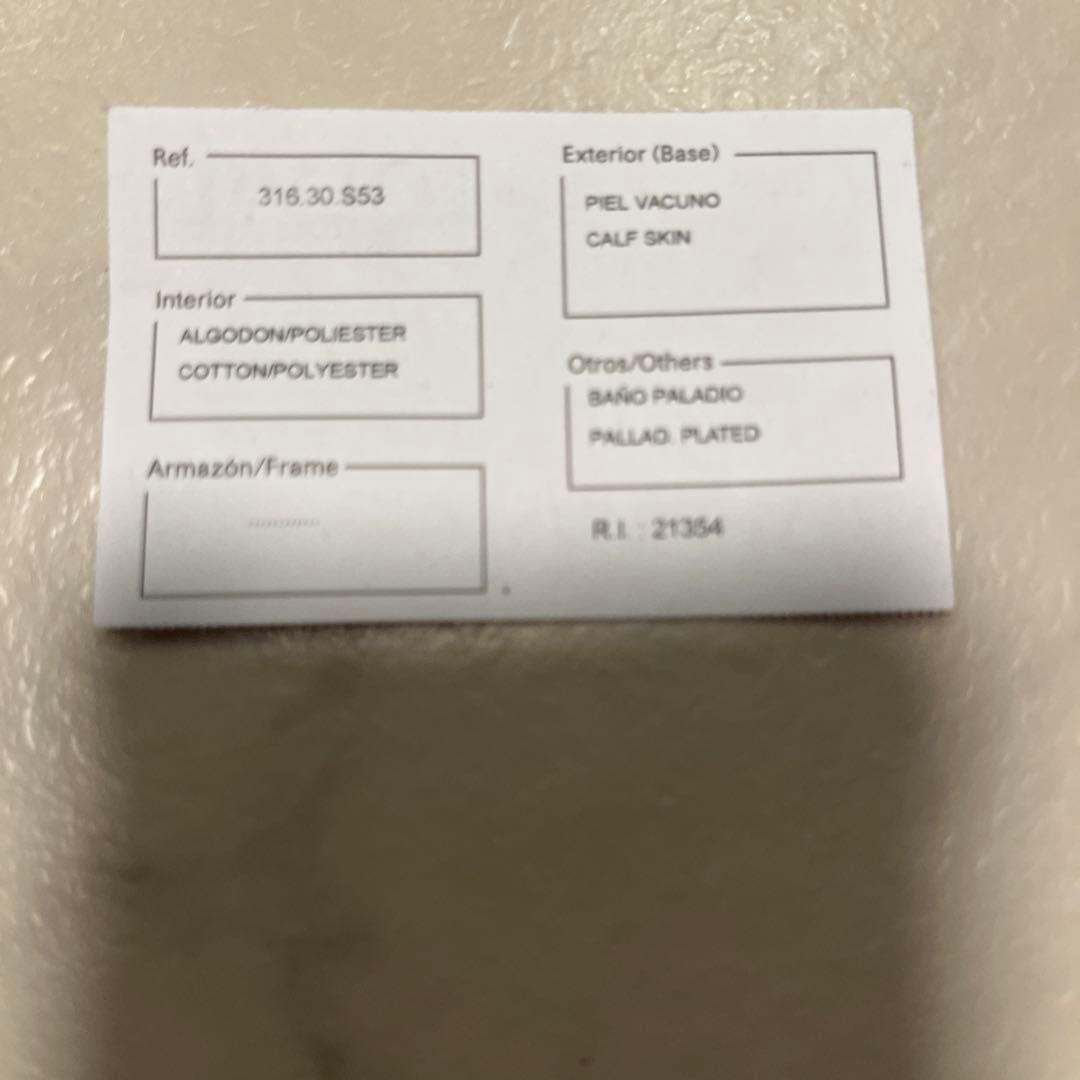 Ref.
316.30.S53
Interior
ALGODON/POLIESTER
COTTON/POLYESTER
Armazón/Frame
............
Exterior (Base)
PIEL VACUNO
CALF SKIN
Otros/Others
BAÑO PALADIO
PALLAD. PLATED
R.I. : 21354